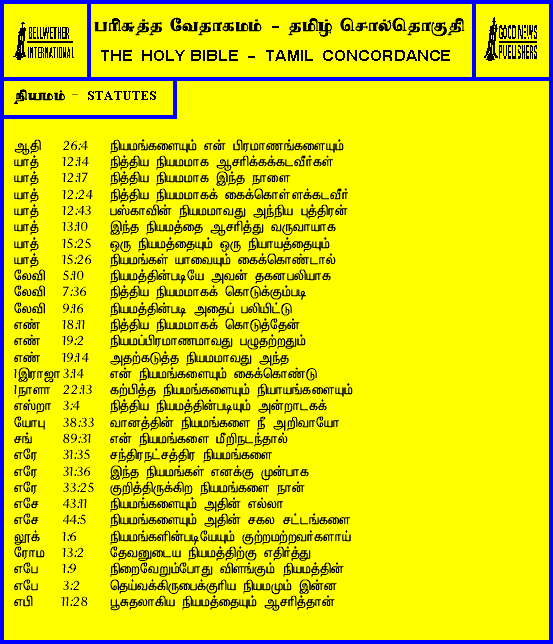 BELLWETHER
INTERNATIONAL
பரிசுத்த வேதாகமம் - தமிழ் சொல்தொகுதி
THE HOLY BIBLE - TAMIL CONCORDANCE
GOOD NEWS
PUBLISHERS
நியமம் - STATUTES
ஆதி 26:4 நியமங்களையும் என் பிரமாணங்களையும்
யாத் 12:14 நித்திய நியமமாக ஆசரிக்கக்கடவீர்கள்
யாத் 12:17 நித்திய நியமமாக இந்த நாளை
யாத் 12:24 நித்திய நியமமாகக் கைக்கொள்ளக்கடவீர்
யாத் 12:43 பஸ்காவின் நியமமாவது அந்நிய புத்திரன்
யாத் 13:10 இந்த நியமத்தை ஆசரித்து வருவாயாக
யாத் 15:25 ஒரு நியமத்தையும் ஒரு நியாயத்தையும்
யாத் 15:26 நியமங்கள் யாவையும் கைக்கொண்டால்
லேவி 5:10 நியமத்தின்படியே அவன் தகனபலியாக
லேவி 7:36 நித்திய நியமமாகக் கொடுக்கும்படி
லேவி 9:16 நியமத்தின்படி அதைப் பலியிட்டு
எண் 18:11 நித்திய நியமமாகக் கொடுத்தேன்
எண் 19:2 நியமப்பிரமாணமாவது பழுதற்றதும்
எண் 19:14 அதற்கடுத்த நியமமாவது அந்த
1இராஜா 3:14 என் நியமங்களையும் கைக்கொண்டு
1நாளா 22:13 கற்பித்த நியமங்களையும் நியாயங்களையும்
எஸ்றா 3:4 நித்திய நியமத்தின்படியும் அன்றாடகக்
யோபு 38:33 வானத்தின் நியமங்களை நீ அறிவாயோ
சங் 89:31 என் நியமங்களை மீறிநடந்தால்
எரே 31:35 சந்திரநட்சத்திர நியமங்களை
எரே 31:36 இந்த நியமங்கள் எனக்கு முன்பாக
எரே 33:25 குறித்திருக்கிற நியமங்களை நான்
எசே 43:11 நியமங்களையும் அதின் எல்லா
எசே 44:5 நியமங்களையும் அதின் சகல சட்டங்களை
லூக் 1:6 நியமங்களின்படியேயும் குற்றமற்றவர்களாய்
ரோம 13:2 தேவனுடைய நியமத்திற்கு எதிர்த்து
எபே 1:9 நிறைவேறும்போது விளங்கும் நியமத்தின்
எபே 3:2 தெய்வக்கிருபைக்குரிய நியமமும் இன்ன
எபி 11:28 பூசுதலாகிய நியமத்தையும் ஆசரித்தான்